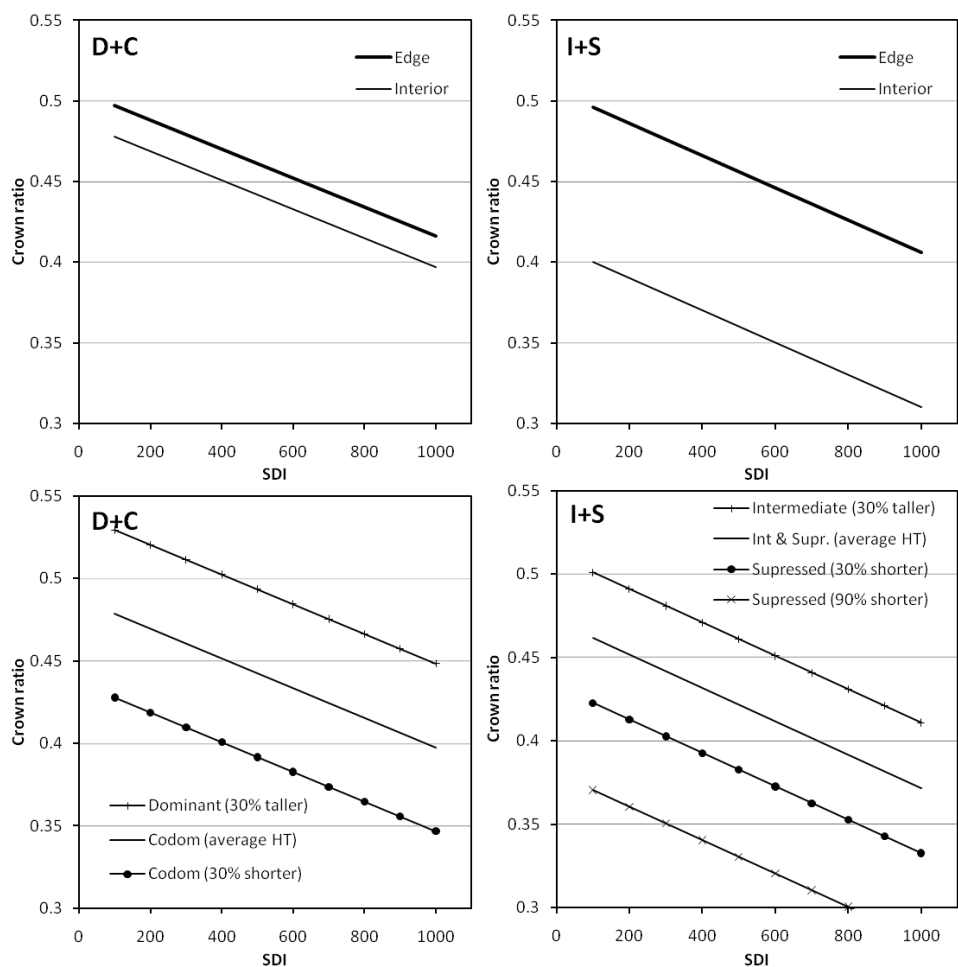 D+C
Edge
Interior
Crown ratio
0.55
0.5
0.45
0.4
0.35
0.3
0 200 400 600 800 1000
SDI
I+S
Edge
Interior
Crown ratio
0.55
0.5
0.45
0.4
0.35
0.3
0 200 400 600 800 1000
SDI
D+C
Crown ratio
0.55
0.5
0.45
0.4
0.35
0.3
Dominant (30% taller)
Codom (average HT)
Codom (30% shorter)
0 200 400 600 800 1000
SDI
I+S
Intermediate (30% taller)
Int & Supr. (average HT)
Supressed (30% shorter)
Supressed (90% shorter)
Crown ratio
0.55
0.5
0.45
0.4
0.35
0.3
0 200 400 600 800 1000
SDI